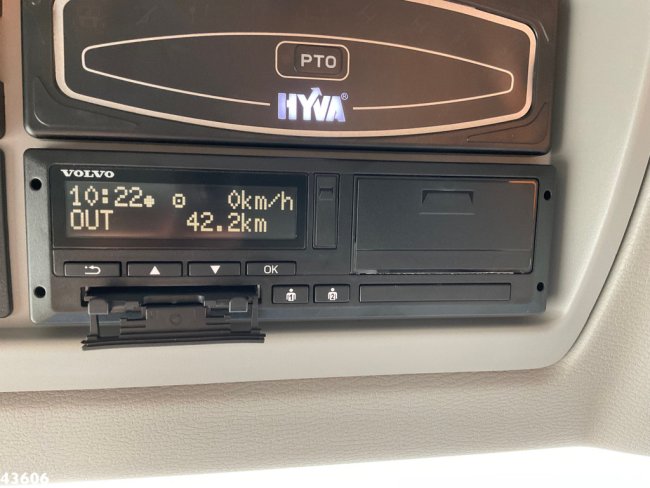 PTO
HYVA®
VOLVO
10:22 0km/h
OUT 42.2km
OK
1 2
43606